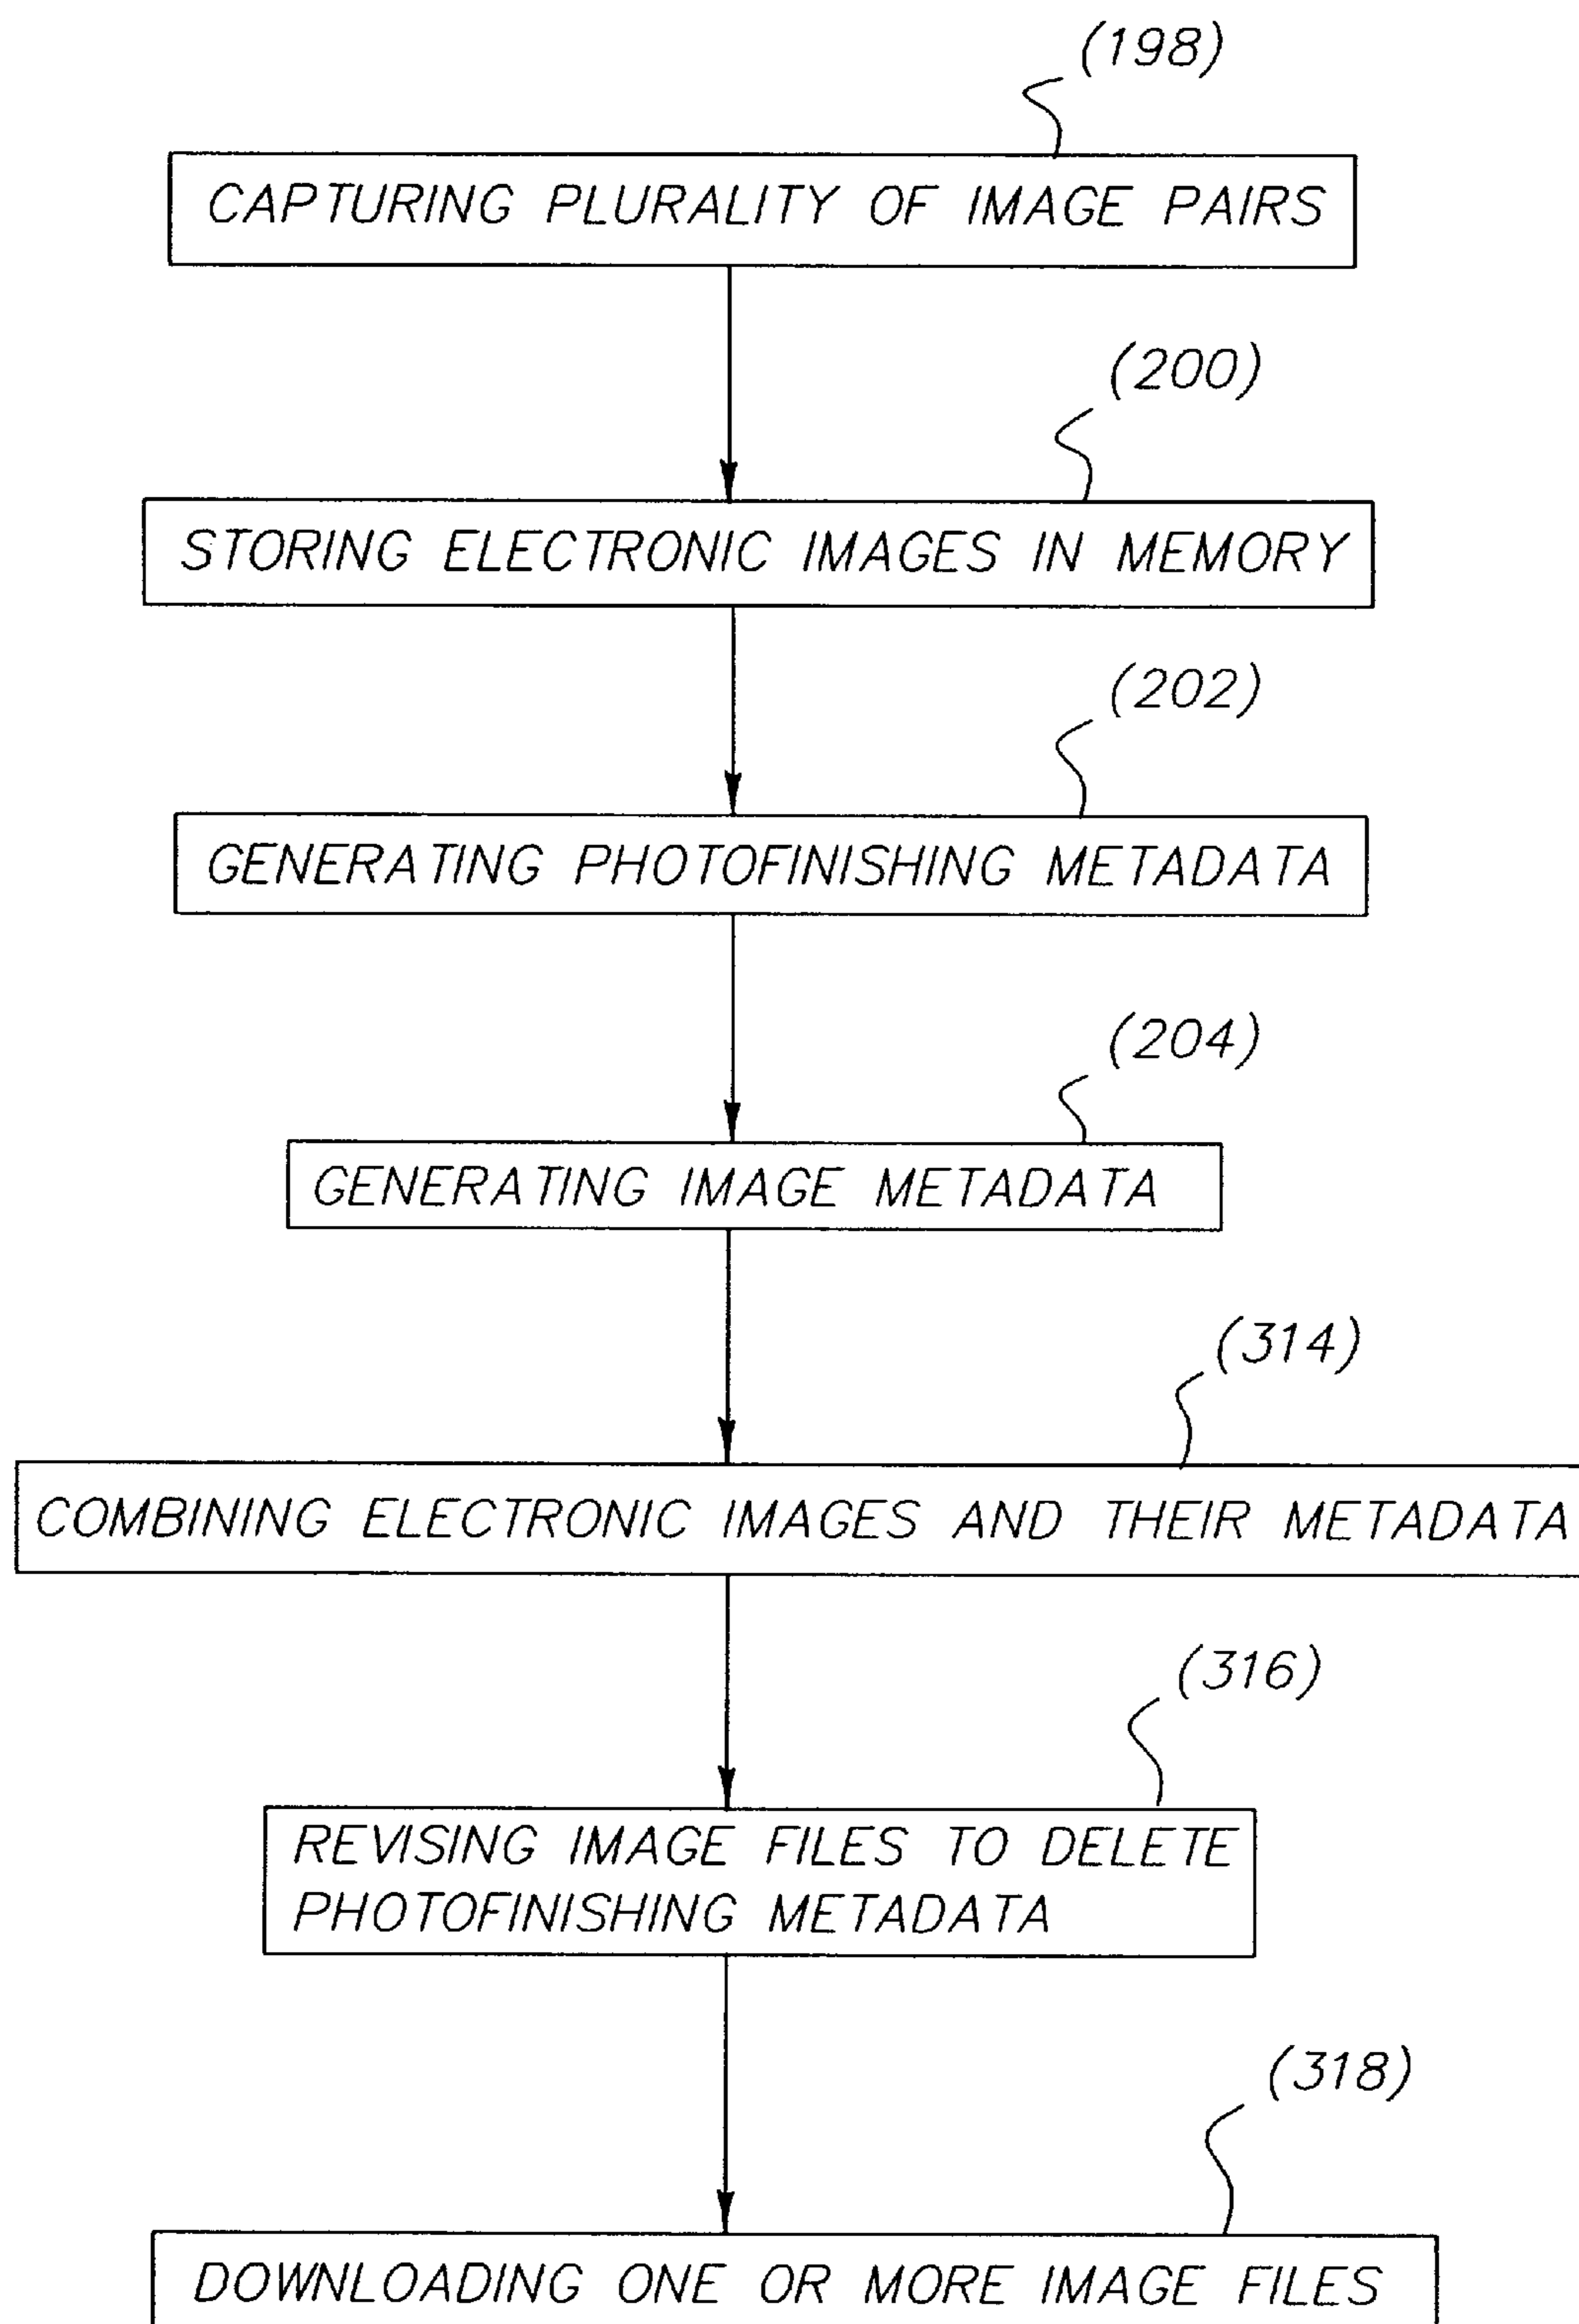 (198)
CAPTURING PLURALITY OF IMAGE PAIRS
(200)
STORING ELECTRONIC IMAGES IN MEMORY
(202)
GENERATING PHOTOFINISHING METADATA
(204)
GENERATING IMAGE METADATA
(314)
COMBINING ELECTRONIC IMAGES AND THEIR METADATA
(316)
REVISING IMAGE FILES TO DELETE
PHOTOFINISHING METADATA
(318)
DOWNLOADING ONE OR MORE IMAGE FILES